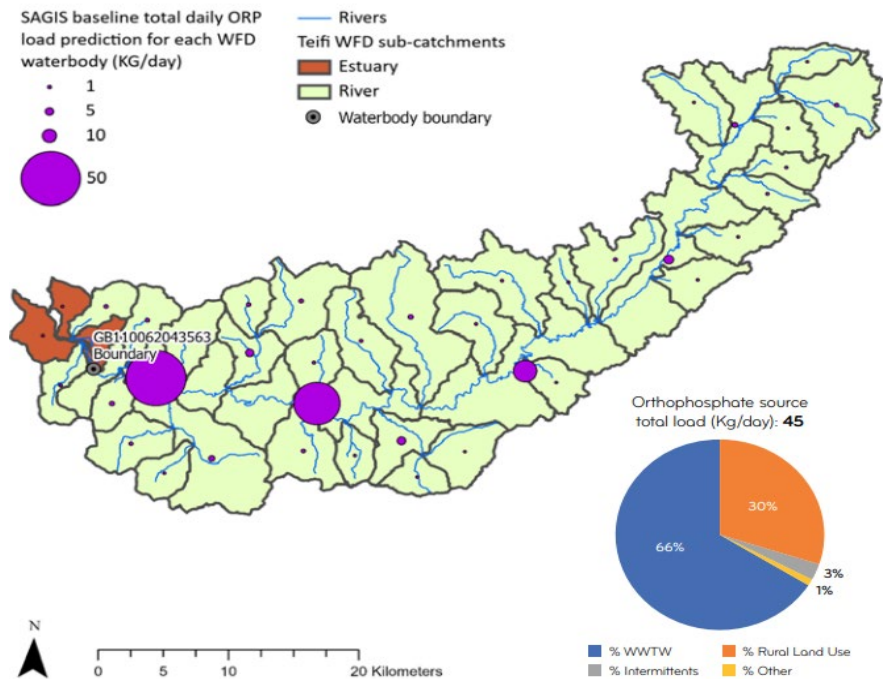 SAGIS baseline total daily ORP
load prediction for each WFD
waterbody (KG/day)
1
5
10
50
Rivers
Teifi WFD sub-catchments
Estuary
River
Waterbody boundary
GB110062043563
Boundary
Orthophosphate source
total load (Kg/day): 45
30%
66%
3%
1%
% WWTW
% Rural Land Use
% Intermittents
% Other
N
0 5 10 20 Kilometers